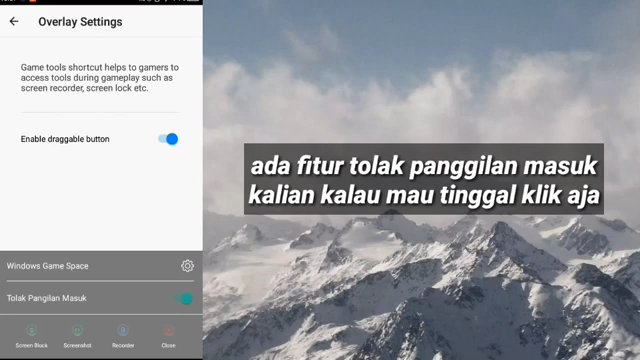 Overlay Settings
Game tools shortcut helps to gamers to
access tools during gameplay such as
screen recorder, screen lock etc.
Enable draggable button
Windows Game Space
Tolak Pangilan Masuk
Screen Block Screenshot Recorder Close
ada fitur tolak panggilan masuk
kalian kalau mau tinggal klik aja